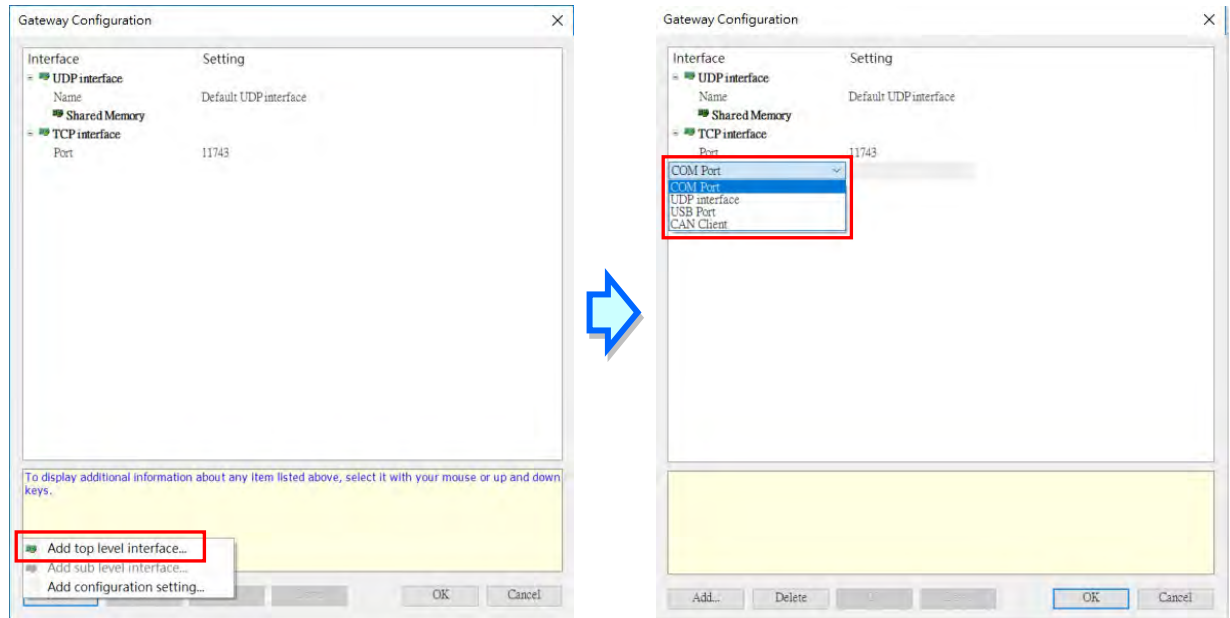 Gateway Configuration
Interface Setting
UDP interface
Name Default UDP interface
Shared Memory
TCP interface
Port 11743
To display additional information about any item listed above, select it with your mouse or up and down
keys.
Add top level interface...
Add sub level interface...
Add configuration setting...
OK Cancel
Gateway Configuration
Interface Setting
UDP interface
Name Default UDP interface
Shared Memory
TCP interface
Port 11743
COM Port
COM Port
UDP interface
USB Port
CAN Client
Add... Delete OK Cancel